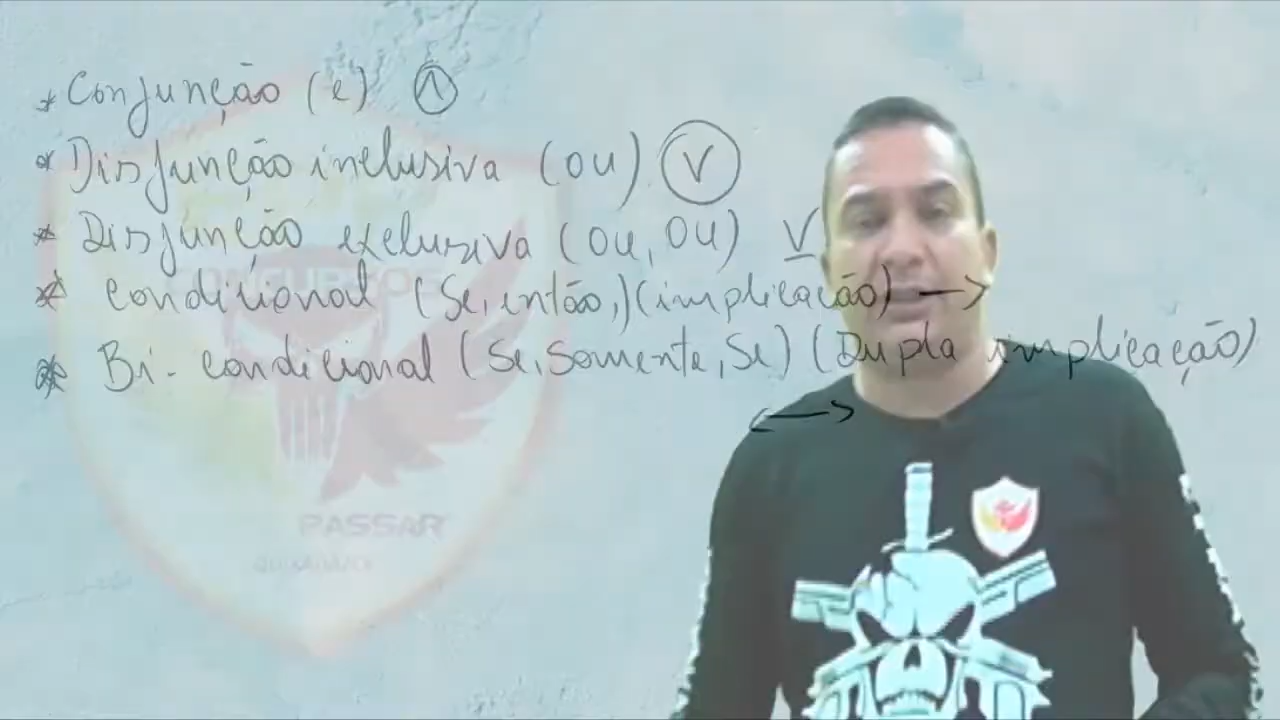 * Conjunção (e) ∧
* Disjunção inclusiva (ou) V
* Disjunção exclusiva (ou, ou) V
* Condicional (Se, então,) (implicação) →
* Bi-condicional (Se, Somente, Se) (Dupla implicação)
↔
CONCURSOS
PASSAR